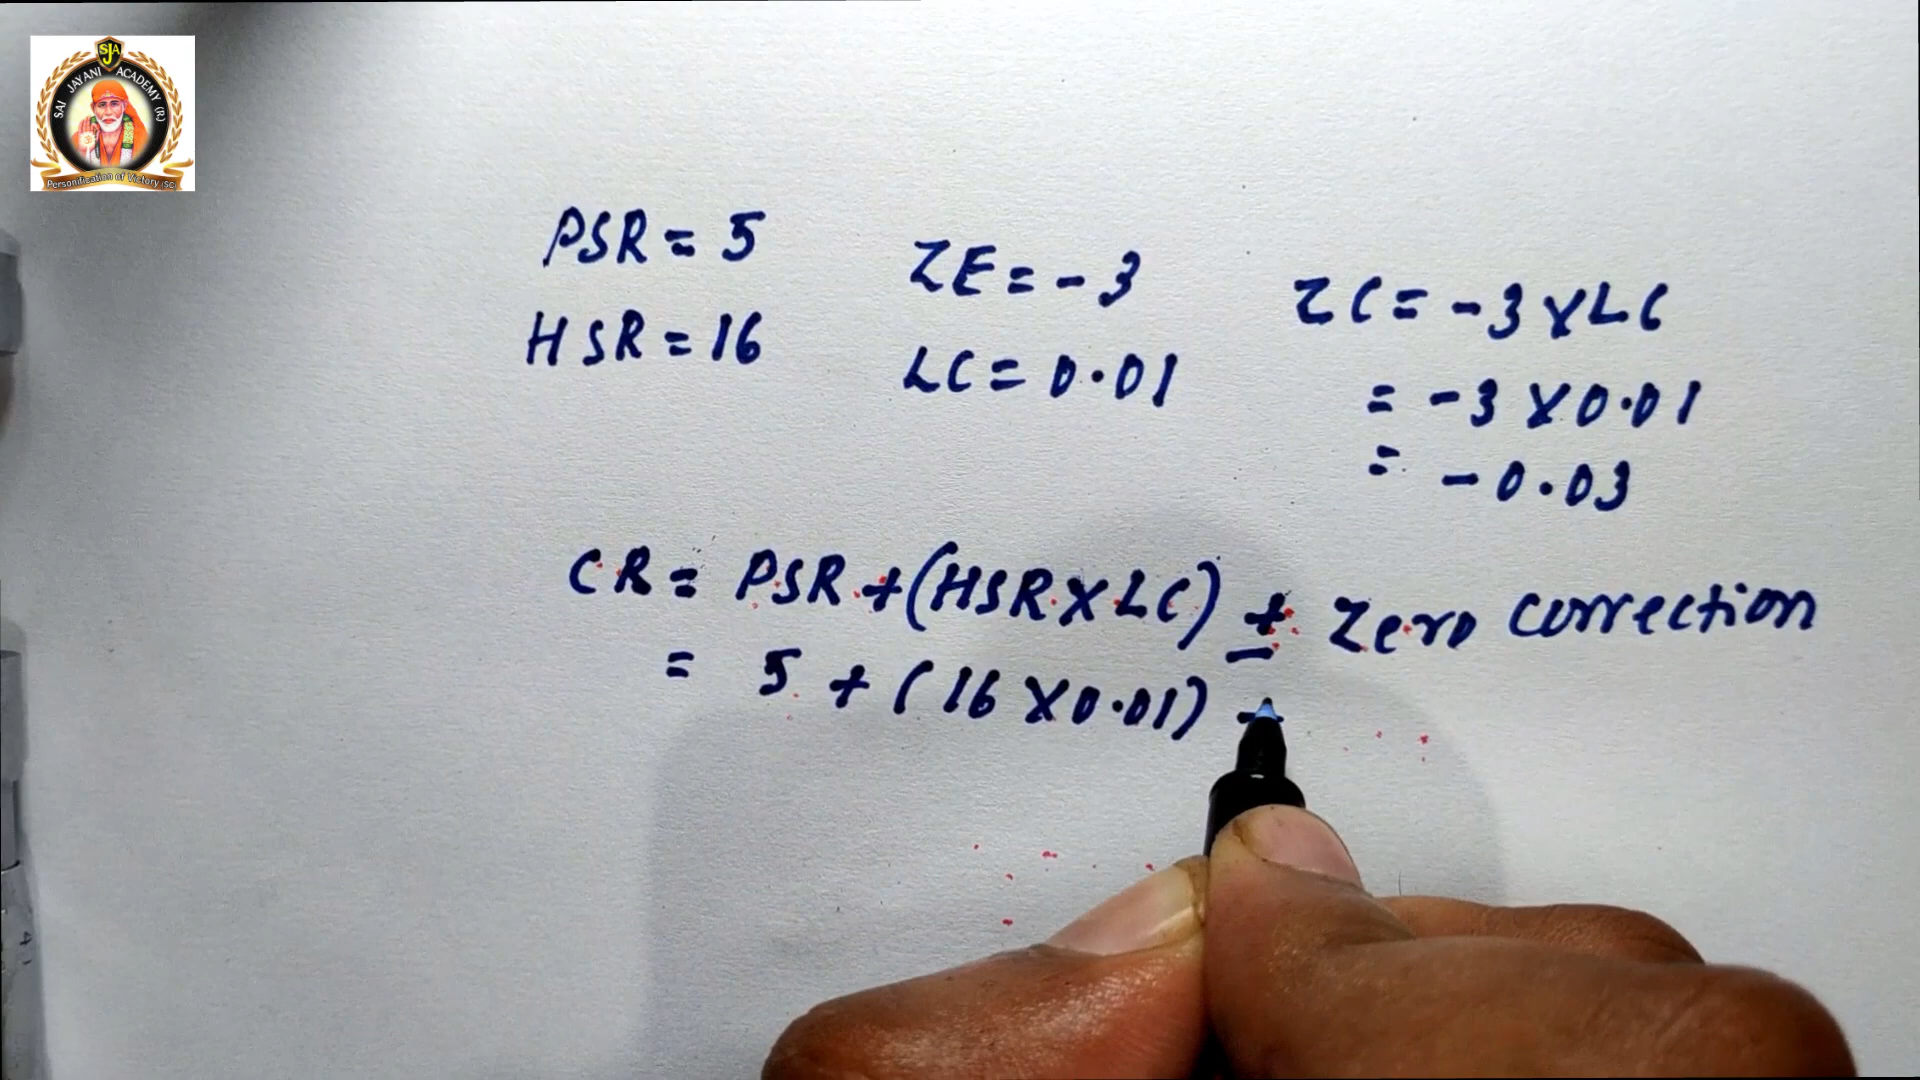 SJA
SAI JAYANI ACADEMY (R)
Personification of Victory
PSR = 5
HSR = 16
ZE = - 3
LC = 0.01
ZC = - 3 X LC
= - 3 X 0.01
= - 0.03
CR = PSR + (HSR X LC) ± Zero correction
= 5 + (16 X 0.01)